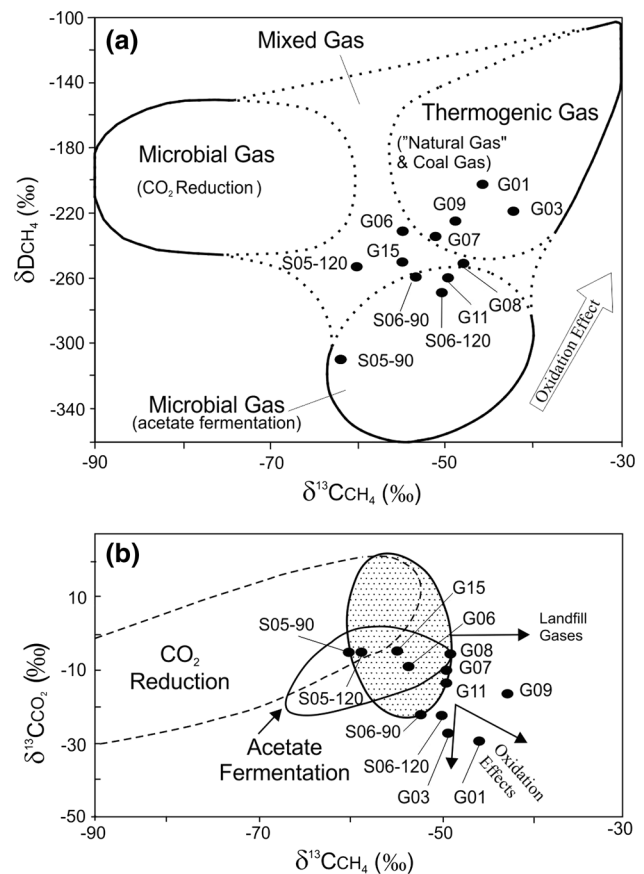 (a)
Mixed Gas
Thermogenic Gas
("Natural Gas"
& Coal Gas)
Microbial Gas
(CO2 Reduction)
G01
G03
G09
G06
G07
G15
S05-120
G08
S06-90
G11
S06-120
S05-90
Microbial Gas
(acetate fermentation)
Oxidation Effect
-100
-140
-180
-220
-260
-300
-340
δDCH4 (‰)
-90
-70
-50
-30
δ13CCH4 (‰)
(b)
G15
G06
S05-90
Landfill
Gases
G08
G07
CO2
Reduction
S05-120
G11
G09
Acetate
Fermentation
S06-90
S06-120
Oxidation
Effects
G03
G01
10
-10
-30
-50
δ13CCO2 (‰)
-90
-70
-50
-30
δ13CCH4 (‰)